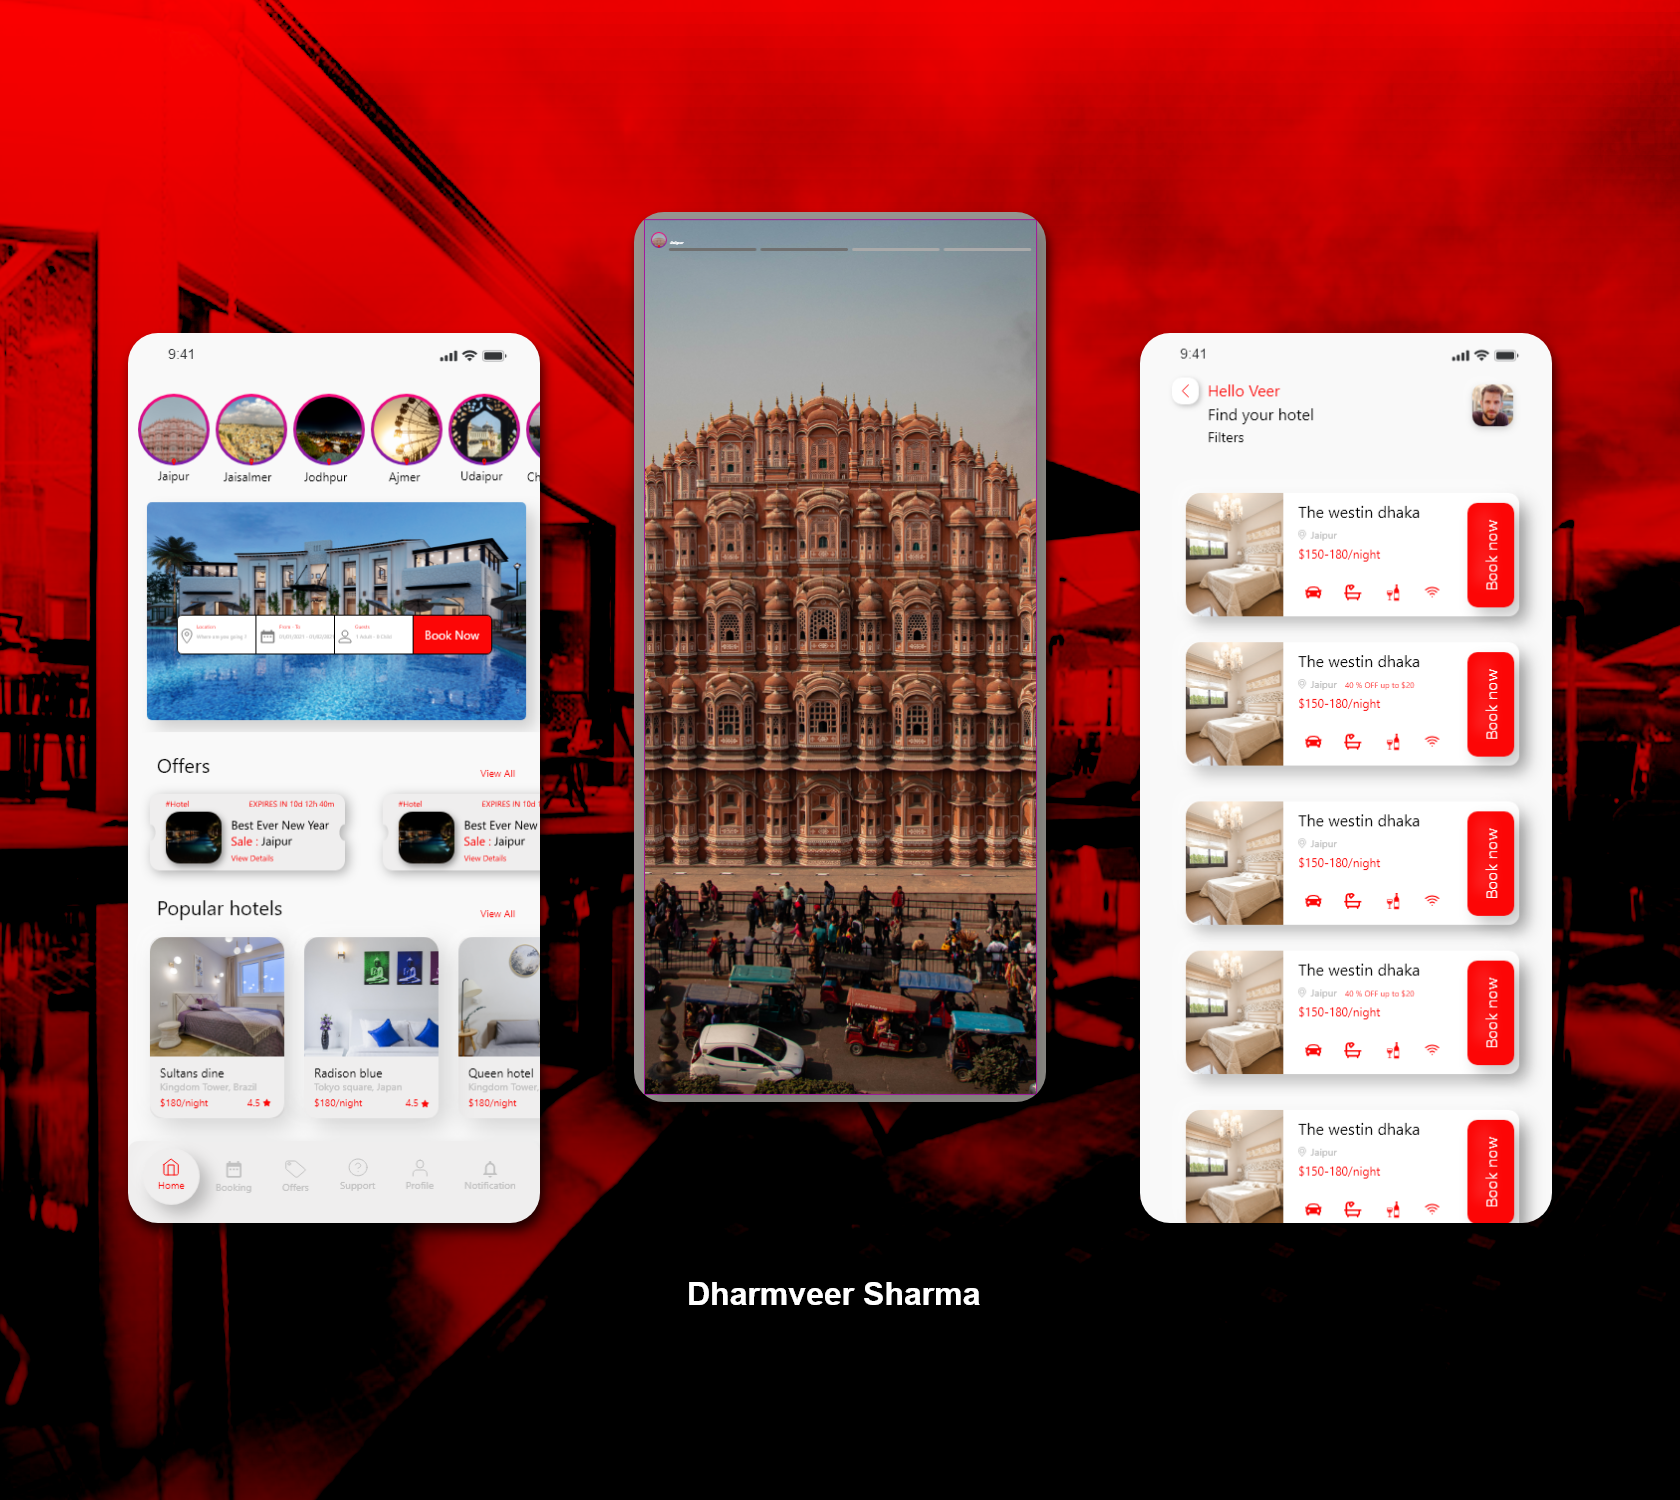 9:41
Jaipur
Jaisalmer
Jodhpur
Ajmer
Udaipur
Ch
Location
Where are you going ?
From - To
Guests
Book Now
Offers
View All
#Hotel
EXPIRES IN 10d 12h 40m
Best Ever New Year
Sale : Jaipur
View Details
#Hotel
EXPIRES IN 10d 1
Best Ever New
Sale : Jaipur
View Details
Popular hotels
View All
Sultans dine
Kingdom Tower, Brazil
$180/night
4.5
Radison blue
Tokyo square, Japan
$180/night
4.5
Queen hotel
Kingdom Tower,
$180/night
Home
Booking
Offers
Support
Profile
Notification
Jaipur
9:41
Hello Veer
Find your hotel
Filters
The westin dhaka
Jaipur
$150-180/night
Book now
The westin dhaka
Jaipur 40 % OFF up to $20
$150-180/night
Book now
The westin dhaka
Jaipur
$150-180/night
Book now
The westin dhaka
Jaipur 40 % OFF up to $20
$150-180/night
Book now
The westin dhaka
Jaipur
$150-180/night
Book now
Dharmveer Sharma